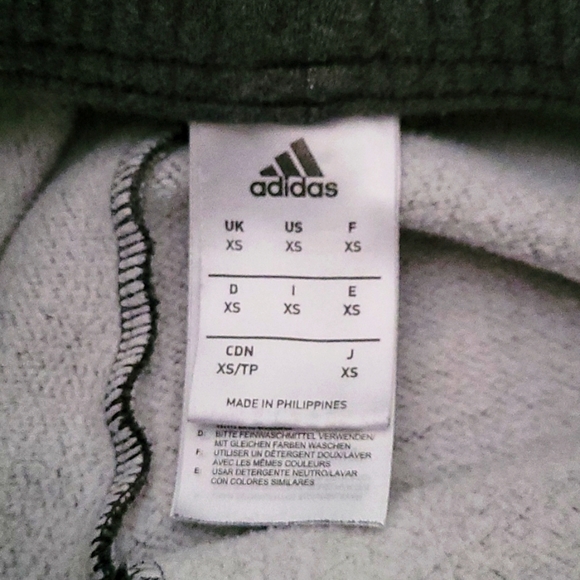 adidas
UK US F
XS XS XS
D I E
XS XS XS
CDN J
XS/TP XS
MADE IN PHILIPPINES
D: BITTE FEINWASCHMITTEL VERWENDEN/
MIT GLEICHEN FARBEN WASCHEN
F: UTILISER UN DÉTERGENT DOUX/LAVER
AVEC LES MÊMES COULEURS
E: USAR DETERGENTE NEUTRO/LAVAR
CON COLORES SIMILARES